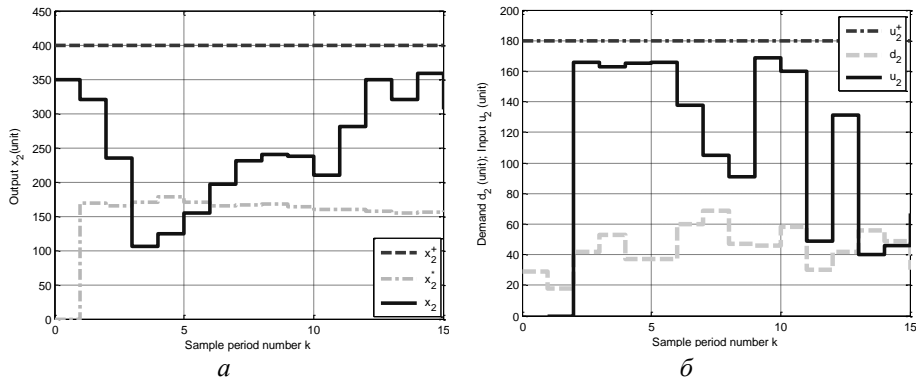 450
400
350
300
250
200
150
100
50
0
Output x₂(unit)
0 5 10 15
Sample period number k
x₂⁺
x₂*
x₂
а
200
180
160
140
120
100
80
60
40
20
0
Demand d₂ (unit); Input u₂ (unit)
0 5 10 15
Sample period number k
u₂⁺
d₂
u₂
б